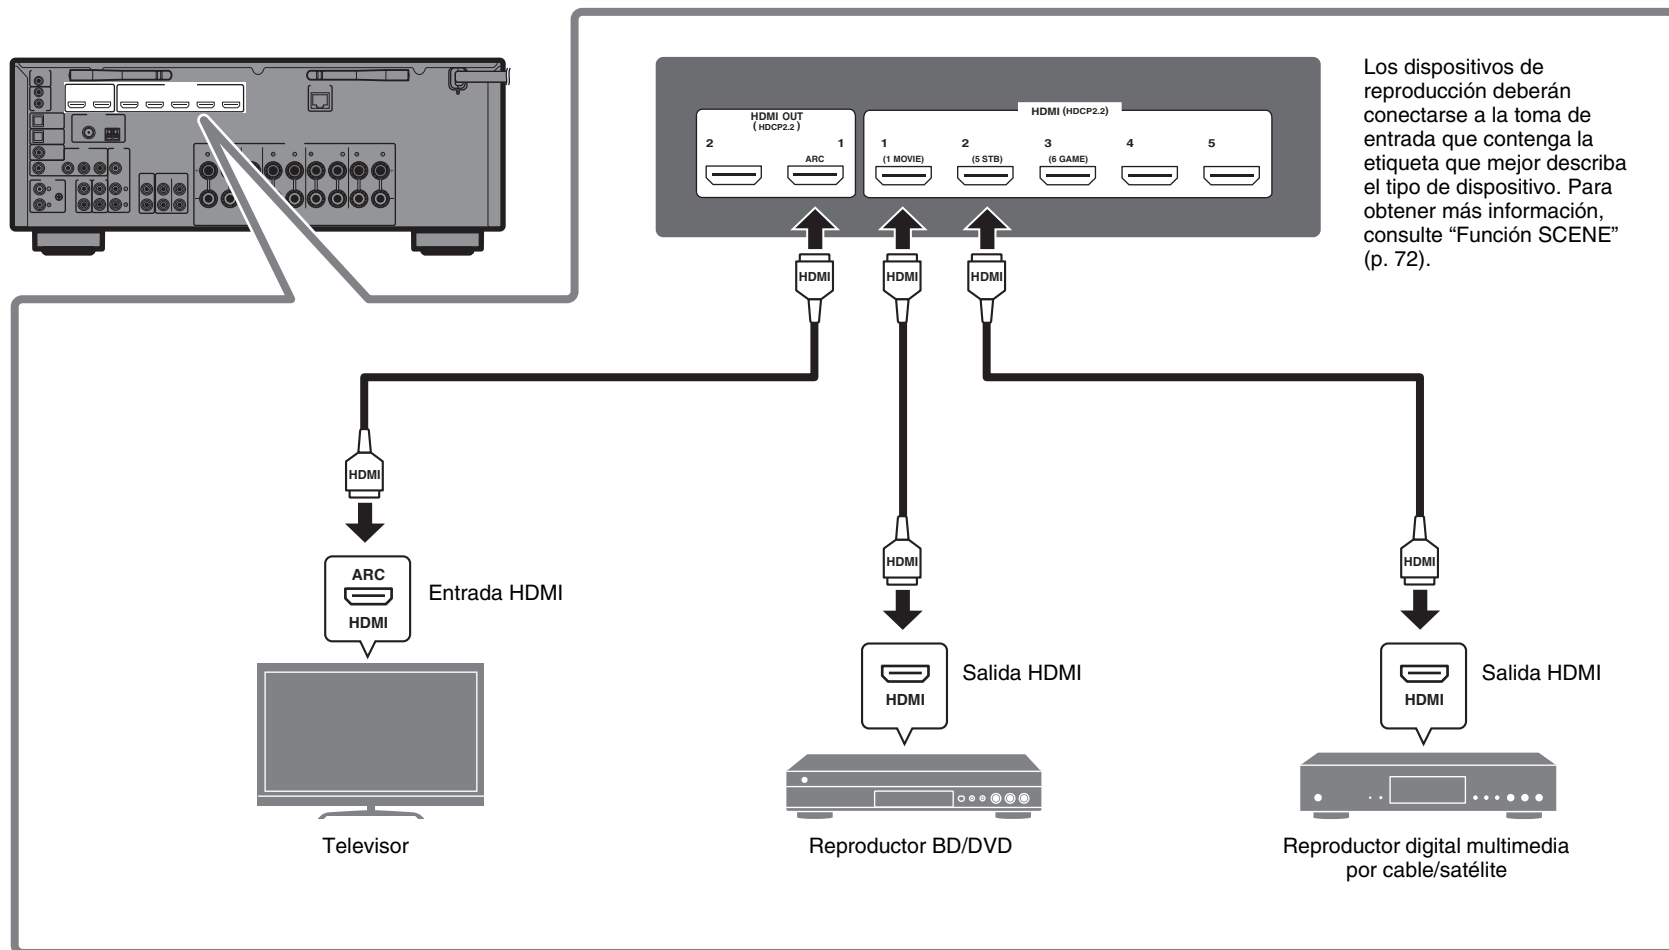 HDMI OUT
(HDCP2.2)
2 1
ARC
HDMI (HDCP2.2)
1 2 3 4 5
(1 MOVIE) (5 STB) (6 GAME)
Los dispositivos de
reproducción deberán
conectarse a la toma de
entrada que contenga la
etiqueta que mejor describa
el tipo de dispositivo. Para
obtener más información,
consulte “Función SCENE”
(p. 72).
HDMI HDMI HDMI
HDMI
ARC
HDMI
Entrada HDMI
Televisor
HDMI
HDMI
Salida HDMI
Reproductor BD/DVD
HDMI
HDMI
Salida HDMI
Reproductor digital multimedia
por cable/satélite